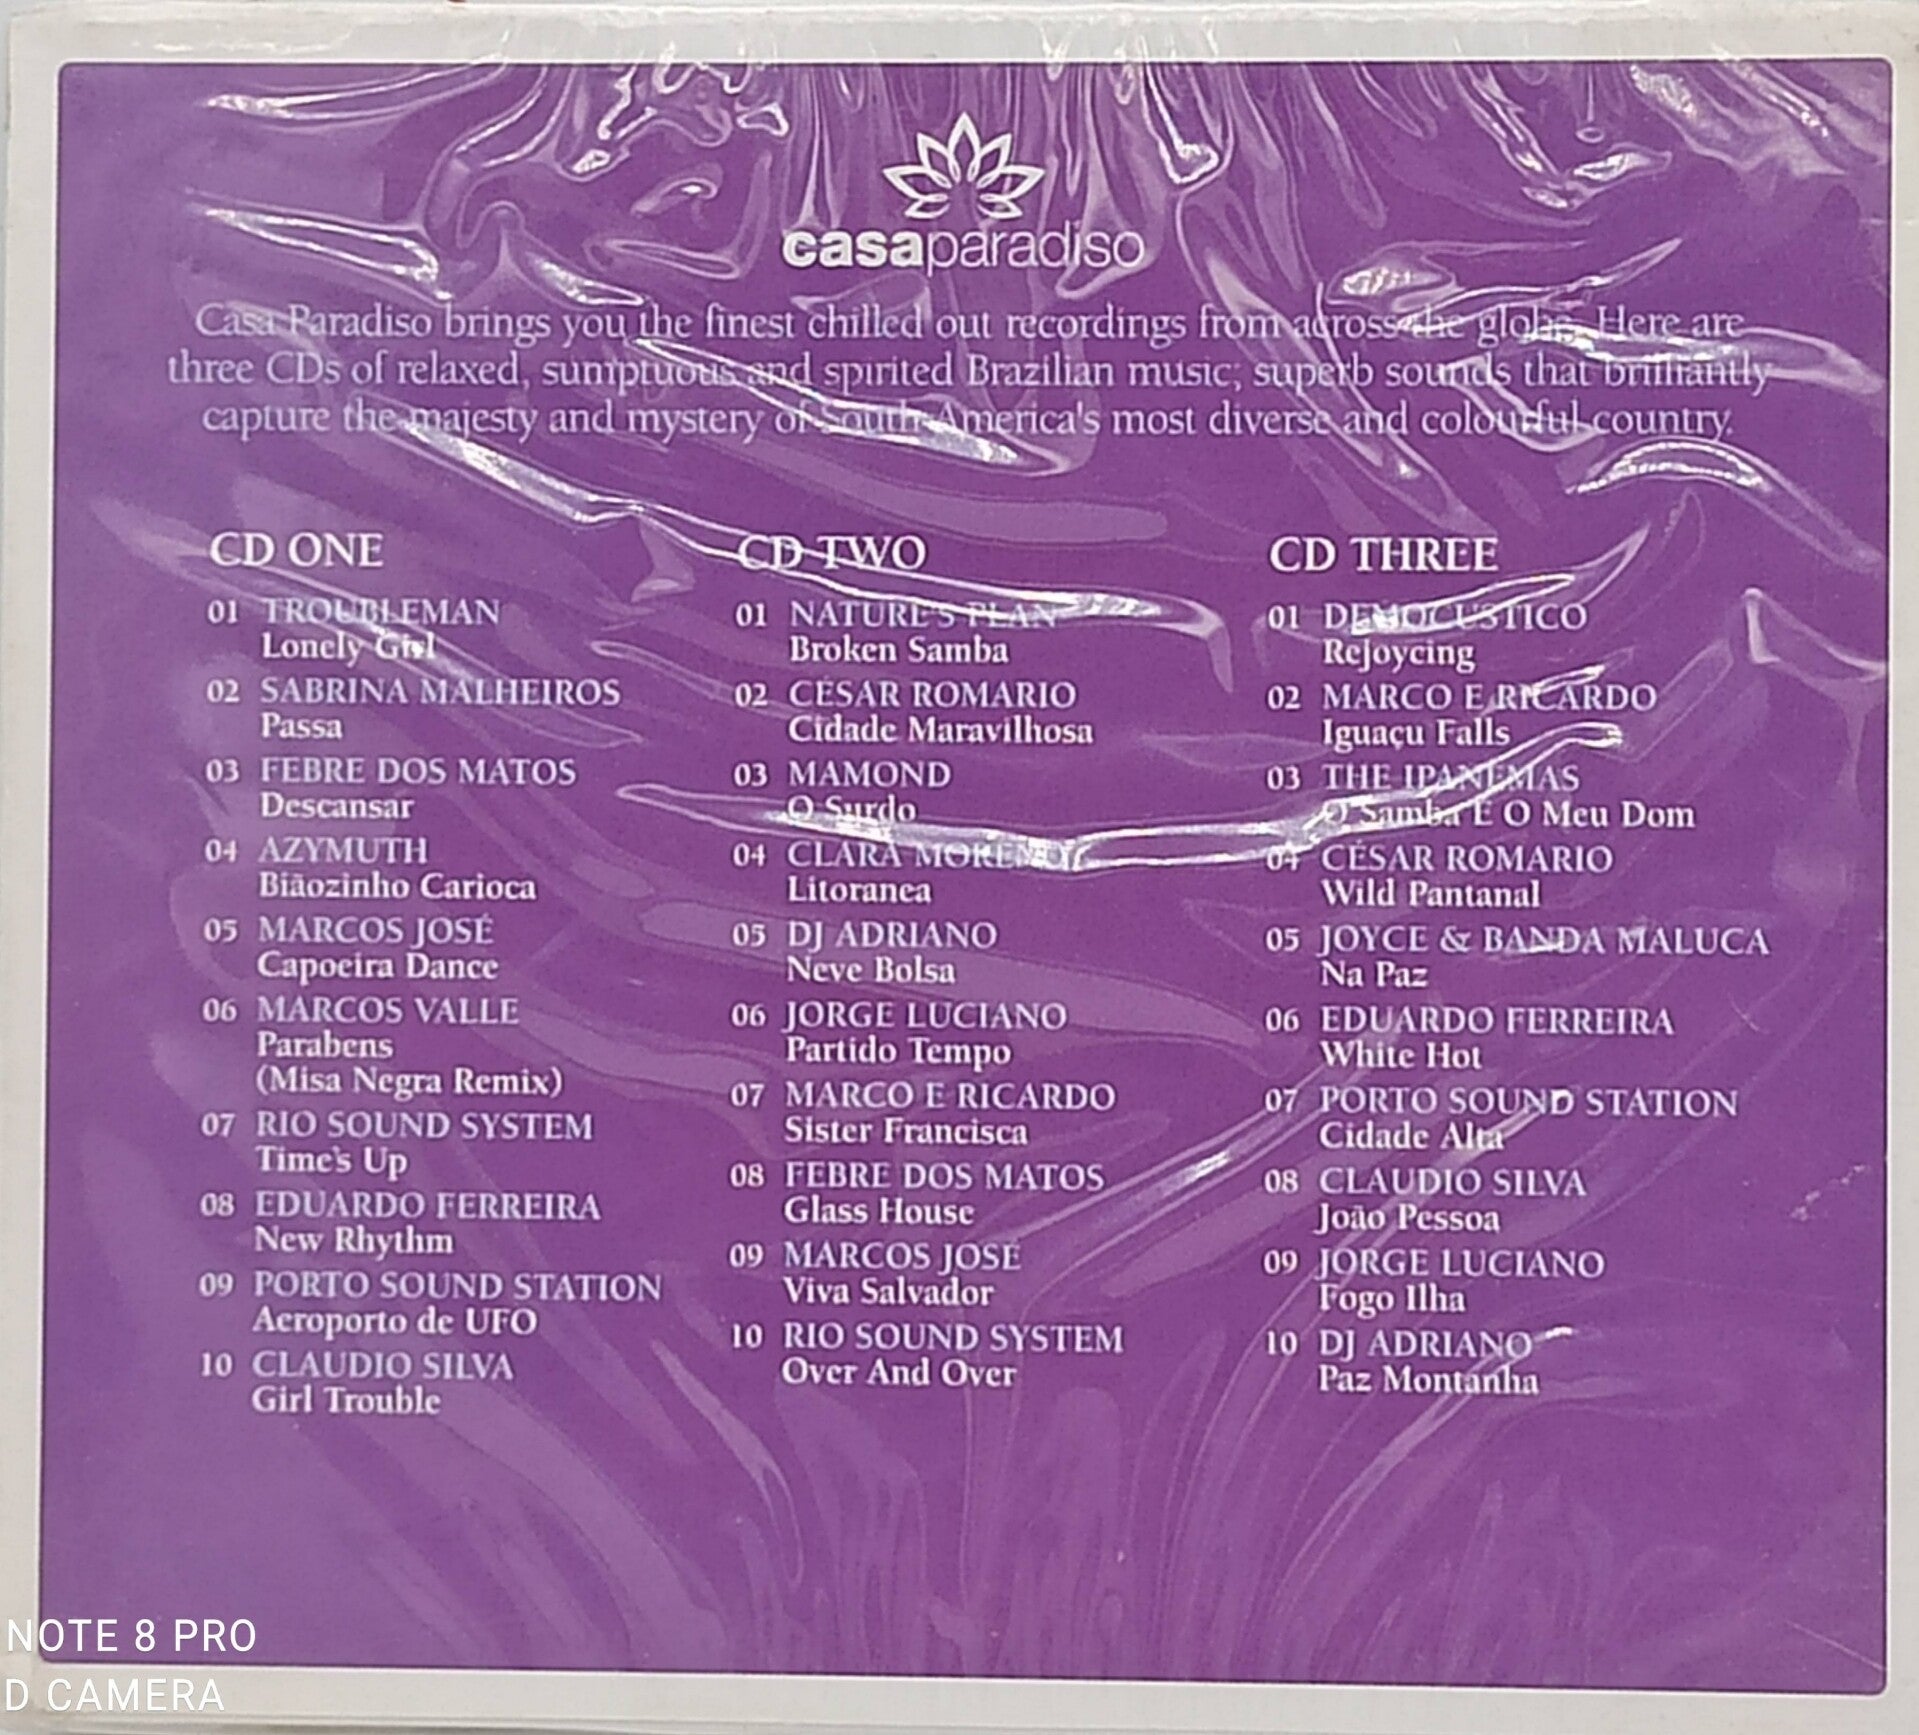 casaparadiso
Casa Paradiso brings you the finest chilled out recordings from across the globe. Here are
three CDs of relaxed, sumptuous and spirited Brazilian music; superb sounds that brilliantly
capture the majesty and mystery of South America's most diverse and colourful country.
CD ONE
01 TROUBLEMAN
Lonely Girl
02 SABRINA MALHEIROS
Passa
03 FEBRE DOS MATOS
Descansar
04 AZYMUTH
Biãozinho Carioca
05 MARCOS JOSÉ
Capoeira Dance
06 MARCOS VALLE
Parabens
(Misa Negra Remix)
07 RIO SOUND SYSTEM
Time's Up
08 EDUARDO FERREIRA
New Rhythm
09 PORTO SOUND STATION
Aeroporto de UFO
10 CLAUDIO SILVA
Girl Trouble
CD TWO
01 NATURE'S PLAN
Broken Samba
02 CÉSAR ROMARIO
Cidade Maravilhosa
03 MAMOND
O Surdo
04 CLARA MORENO
Litoranea
05 DJ ADRIANO
Neve Bolsa
06 JORGE LUCIANO
Partido Tempo
07 MARCO E RICARDO
Sister Francisca
08 FEBRE DOS MATOS
Glass House
09 MARCOS JOSÉ
Viva Salvador
10 RIO SOUND SYSTEM
Over And Over
CD THREE
01 DEMOCUSTICO
Rejoycing
02 MARCO E RICARDO
Iguaçu Falls
03 THE IPANEMAS
O Samba É O Meu Dom
04 CÉSAR ROMARIO
Wild Pantanal
05 JOYCE & BANDA MALUCA
Na Paz
06 EDUARDO FERREIRA
White Hot
07 PORTO SOUND STATION
Cidade Alta
08 CLAUDIO SILVA
João Pessoa
09 JORGE LUCIANO
Fogo Ilha
10 DJ ADRIANO
Paz Montanha
NOTE 8 PRO
D CAMERA